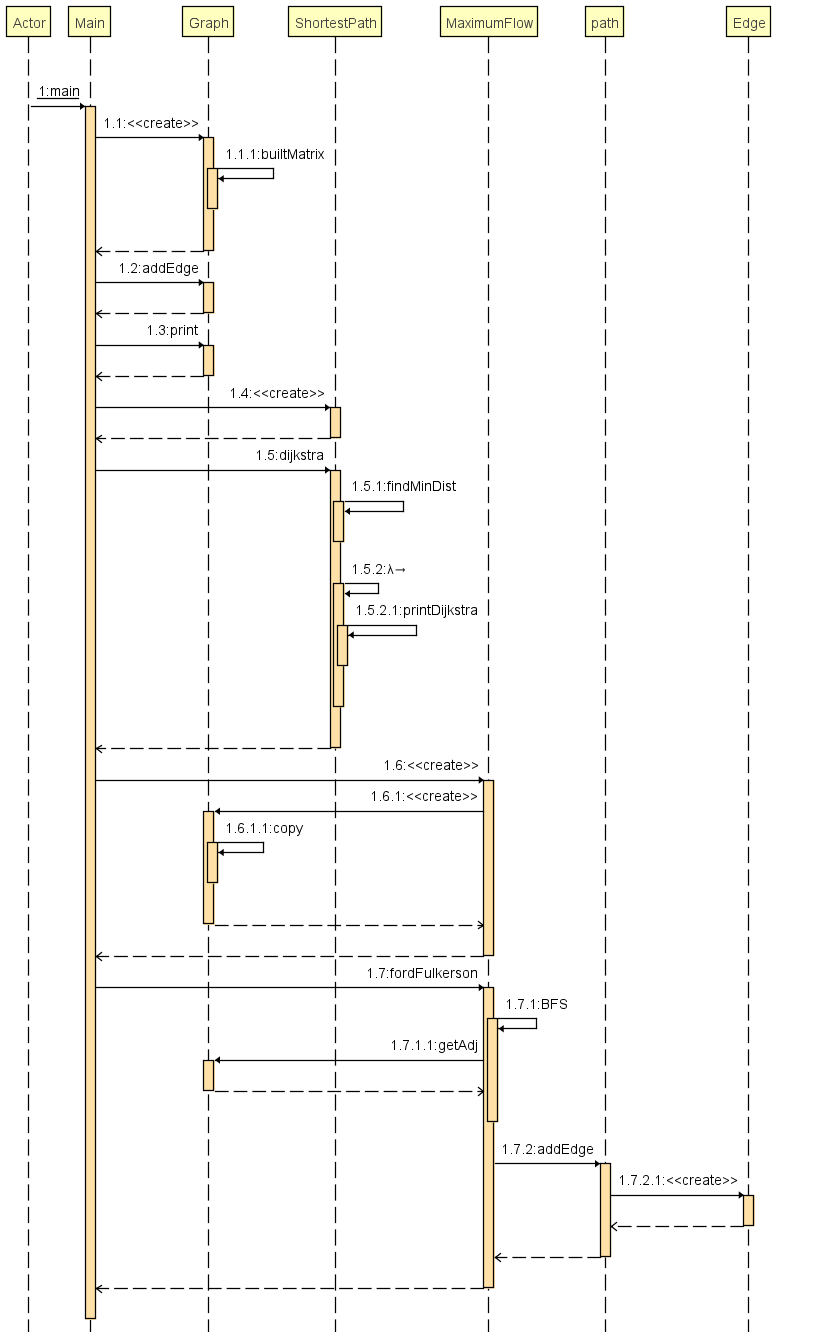 Actor
Main
Graph
ShortestPath
MaximumFlow
path
Edge
1:main
1.1:<<create>>
1.1.1:builtMatrix
1.2:addEdge
1.3:print
1.4:<<create>>
1.5:dijkstra
1.5.1:findMinDist
1.5.2:λ→
1.5.2.1:printDijkstra
1.6:<<create>>
1.6.1:<<create>>
1.6.1.1:copy
1.7:fordFulkerson
1.7.1:BFS
1.7.1.1:getAdj
1.7.2:addEdge
1.7.2.1:<<create>>